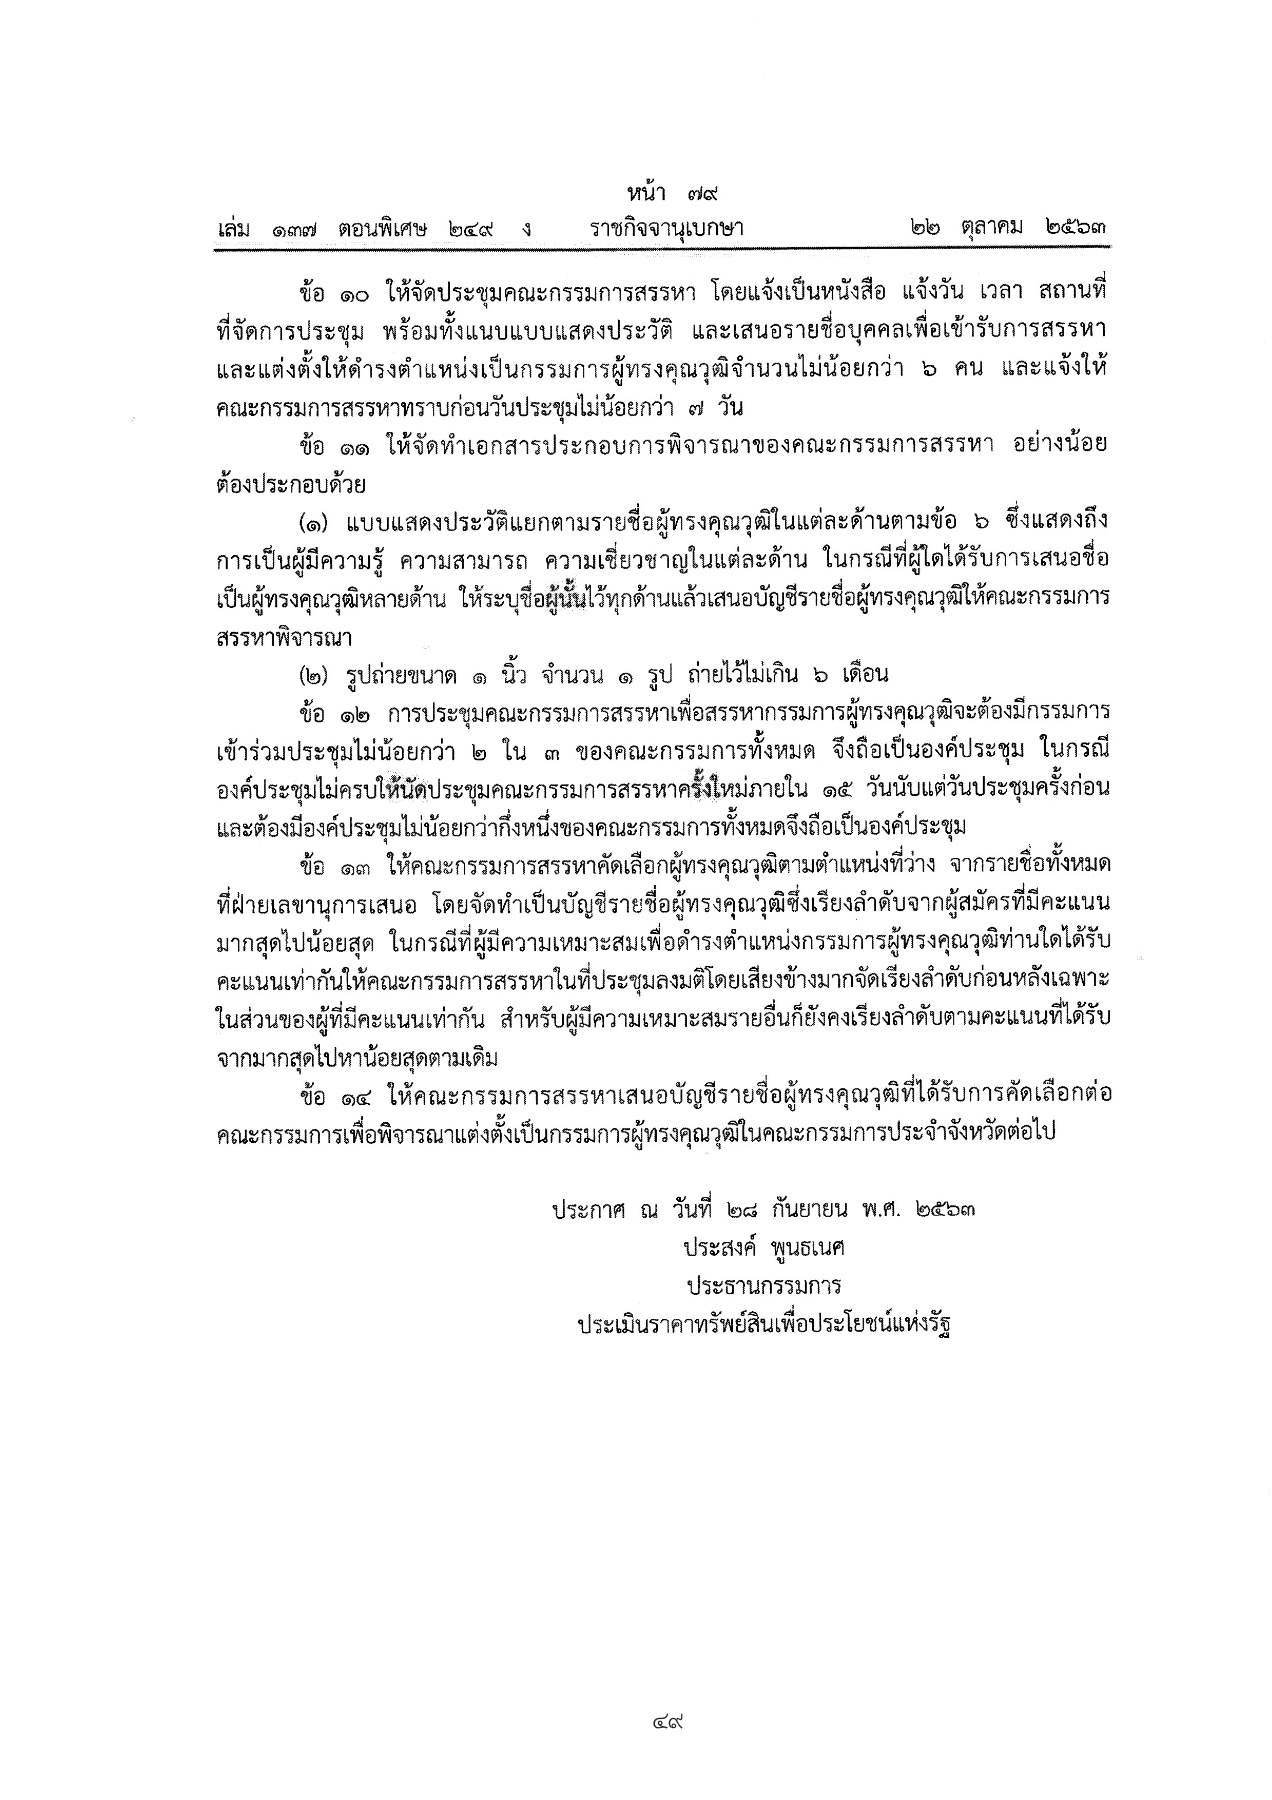 หน้า ๗๙
เล่ม ๑๓๗ ตอนพิเศษ ๒๔๙ ง ราชกิจจานุเบกษา ๒๒ ตุลาคม ๒๕๖๓
ข้อ ๑๐ ให้จัดประชุมคณะกรรมการสรรหา โดยแจ้งเป็นหนังสือ แจ้งวัน เวลา สถานที่
ที่จัดการประชุม พร้อมทั้งแนบแบบแสดงประวัติ และเสนอรายชื่อบุคคลเพื่อเข้ารับการสรรหา
และแต่งตั้งให้ดำรงตำแหน่งเป็นกรรมการผู้ทรงคุณวุฒิจำนวนไม่น้อยกว่า ๖ คน และแจ้งให้
คณะกรรมการสรรหาทราบก่อนวันประชุมไม่น้อยกว่า ๗ วัน
ข้อ ๑๑ ให้จัดทำเอกสารประกอบการพิจารณาของคณะกรรมการสรรหา อย่างน้อย
ต้องประกอบด้วย
(๑) แบบแสดงประวัติแยกตามรายชื่อผู้ทรงคุณวุฒิในแต่ละด้านตามข้อ ๖ ซึ่งแสดงถึง
การเป็นผู้มีความรู้ ความสามารถ ความเชี่ยวชาญในแต่ละด้าน ในกรณีที่ผู้ใดได้รับการเสนอชื่อ
เป็นผู้ทรงคุณวุฒิหลายด้าน ให้ระบุชื่อผู้นั้นไว้ทุกด้านแล้วเสนอบัญชีรายชื่อผู้ทรงคุณวุฒิให้คณะกรรมการ
สรรหาพิจารณา
(๒) รูปถ่ายขนาด ๑ นิ้ว จำนวน ๑ รูป ถ่ายไว้ไม่เกิน ๖ เดือน
ข้อ ๑๒ การประชุมคณะกรรมการสรรหาเพื่อสรรหากรรมการผู้ทรงคุณวุฒิจะต้องมีกรรมการ
เข้าร่วมประชุมไม่น้อยกว่า ๒ ใน ๓ ของคณะกรรมการทั้งหมด จึงถือเป็นองค์ประชุม ในกรณี
องค์ประชุมไม่ครบให้นัดประชุมคณะกรรมการสรรหาครั้งใหม่ภายใน ๑๕ วันนับแต่วันประชุมครั้งก่อน
และต้องมีองค์ประชุมไม่น้อยกว่ากึ่งหนึ่งของคณะกรรมการทั้งหมดจึงถือเป็นองค์ประชุม
ข้อ ๑๓ ให้คณะกรรมการสรรหาคัดเลือกผู้ทรงคุณวุฒิตามตำแหน่งที่ว่าง จากรายชื่อทั้งหมด
ที่ฝ่ายเลขานุการเสนอ โดยจัดทำเป็นบัญชีรายชื่อผู้ทรงคุณวุฒิซึ่งเรียงลำดับจากผู้สมัครที่มีคะแนน
มากสุดไปน้อยสุด ในกรณีที่ผู้มีความเหมาะสมเพื่อดำรงตำแหน่งกรรมการผู้ทรงคุณวุฒิท่านใดได้รับ
คะแนนเท่ากันให้คณะกรรมการสรรหาในที่ประชุมลงมติโดยเสียงข้างมากจัดเรียงลำดับก่อนหลังเฉพาะ
ในส่วนของผู้ที่มีคะแนนเท่ากัน สำหรับผู้มีความเหมาะสมรายอื่นก็ยังคงเรียงลำดับตามคะแนนที่ได้รับ
จากมากสุดไปหาน้อยสุดตามเดิม
ข้อ ๑๔ ให้คณะกรรมการสรรหาเสนอบัญชีรายชื่อผู้ทรงคุณวุฒิที่ได้รับการคัดเลือกต่อ
คณะกรรมการเพื่อพิจารณาแต่งตั้งเป็นกรรมการผู้ทรงคุณวุฒิในคณะกรรมการประจำจังหวัดต่อไป
ประกาศ ณ วันที่ ๒๘ กันยายน พ.ศ. ๒๕๖๓
ประสงค์ พูนธเนศ
ประธานกรรมการ
ประเมินราคาทรัพย์สินเพื่อประโยชน์แห่งรัฐ
๔๙